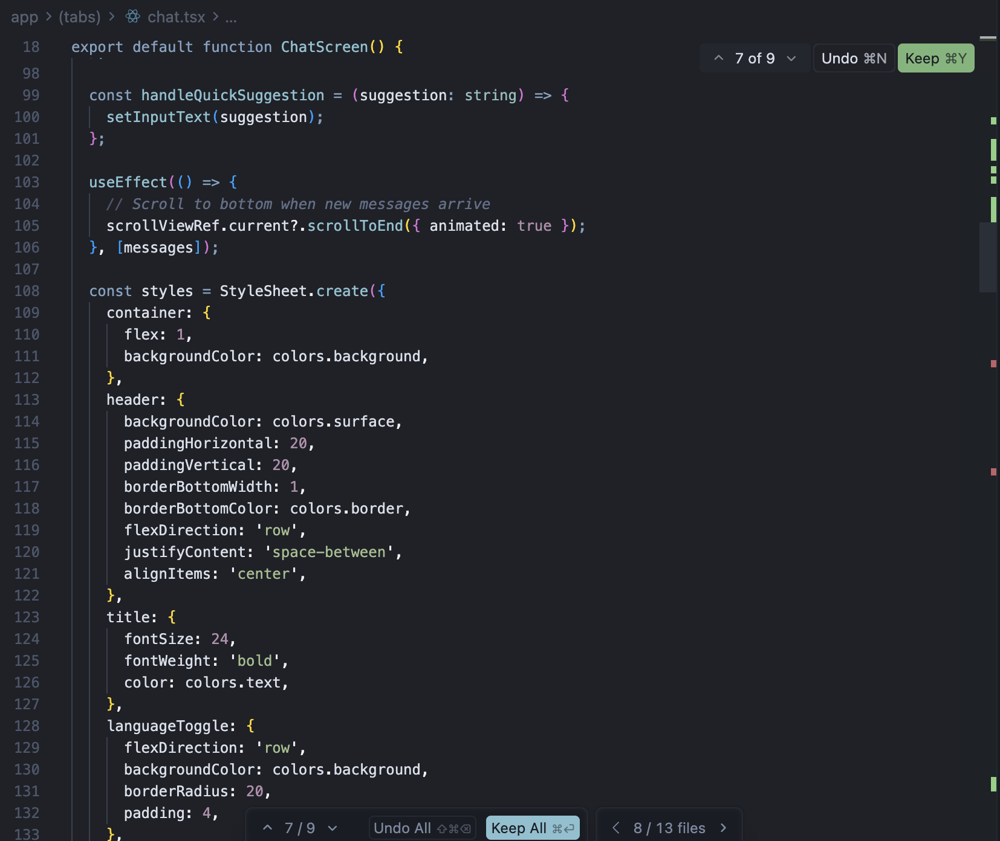 app > (tabs) > chat.tsx > ...
18 export default function ChatScreen() {
7 of 9 Undo ⌘N Keep ⌘Y
98
99 const handleQuickSuggestion = (suggestion: string) => {
100 setInputText(suggestion);
101 };
102
103 useEffect(() => {
104 // Scroll to bottom when new messages arrive
105 scrollViewRef.current?.scrollToEnd({ animated: true });
106 }, [messages]);
107
108 const styles = StyleSheet.create({
109 container: {
110 flex: 1,
111 backgroundColor: colors.background,
112 },
113 header: {
114 backgroundColor: colors.surface,
115 paddingHorizontal: 20,
116 paddingVertical: 20,
117 borderBottomWidth: 1,
118 borderBottomColor: colors.border,
119 flexDirection: 'row',
120 justifyContent: 'space-between',
121 alignItems: 'center',
122 },
123 title: {
124 fontSize: 24,
125 fontWeight: 'bold',
126 color: colors.text,
127 },
128 languageToggle: {
129 flexDirection: 'row',
130 backgroundColor: colors.background,
131 borderRadius: 20,
132 padding: 4,
133 },
7 / 9 Undo All ⇧⌘⌫ Keep All ⌘⏎ 8 / 13 files